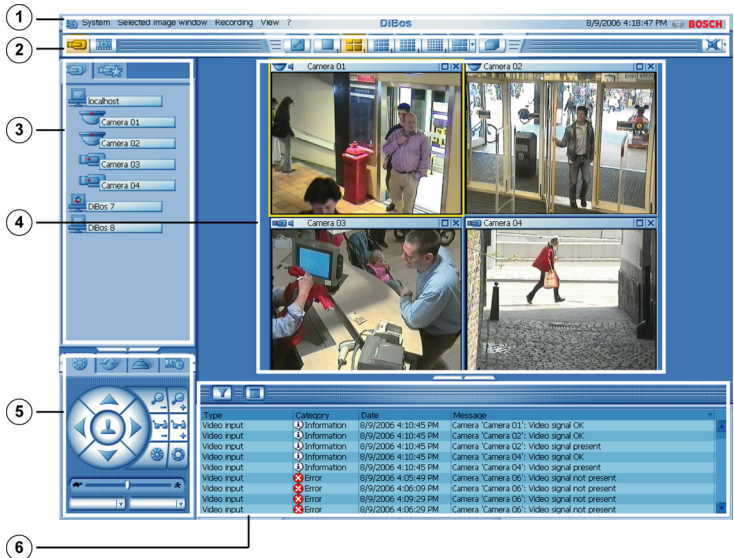 1
System Selected image window Recording View ? DiBos 8/9/2006 4:18:47 PM BOSCH
2
Camera 01
Camera 02
localhost
Camera 01
3
Camera 02
Camera 03
Camera 04
DiBos 7
4
DiBos 8
Camera 03
Camera 04
5
Type Category Date Message
Video input Information 8/9/2006 4:10:45 PM Camera 'Camera 01': Video signal OK
Video input Information 8/9/2006 4:10:45 PM Camera 'Camera 02': Video signal OK
Video input Information 8/9/2006 4:10:45 PM Camera 'Camera 02': Video signal present
Video input Information 8/9/2006 4:10:45 PM Camera 'Camera 04': Video signal OK
Video input Information 8/9/2006 4:10:45 PM Camera 'Camera 04': Video signal present
Video input Error 8/9/2006 4:05:49 PM Camera 'Camera 06': Video signal not present
Video input Error 8/9/2006 4:06:09 PM Camera 'Camera 06': Video signal not present
Video input Error 8/9/2006 4:09:29 PM Camera 'Camera 06': Video signal not present
Video input Error 8/9/2006 4:06:29 PM Camera 'Camera 06': Video signal not present
6